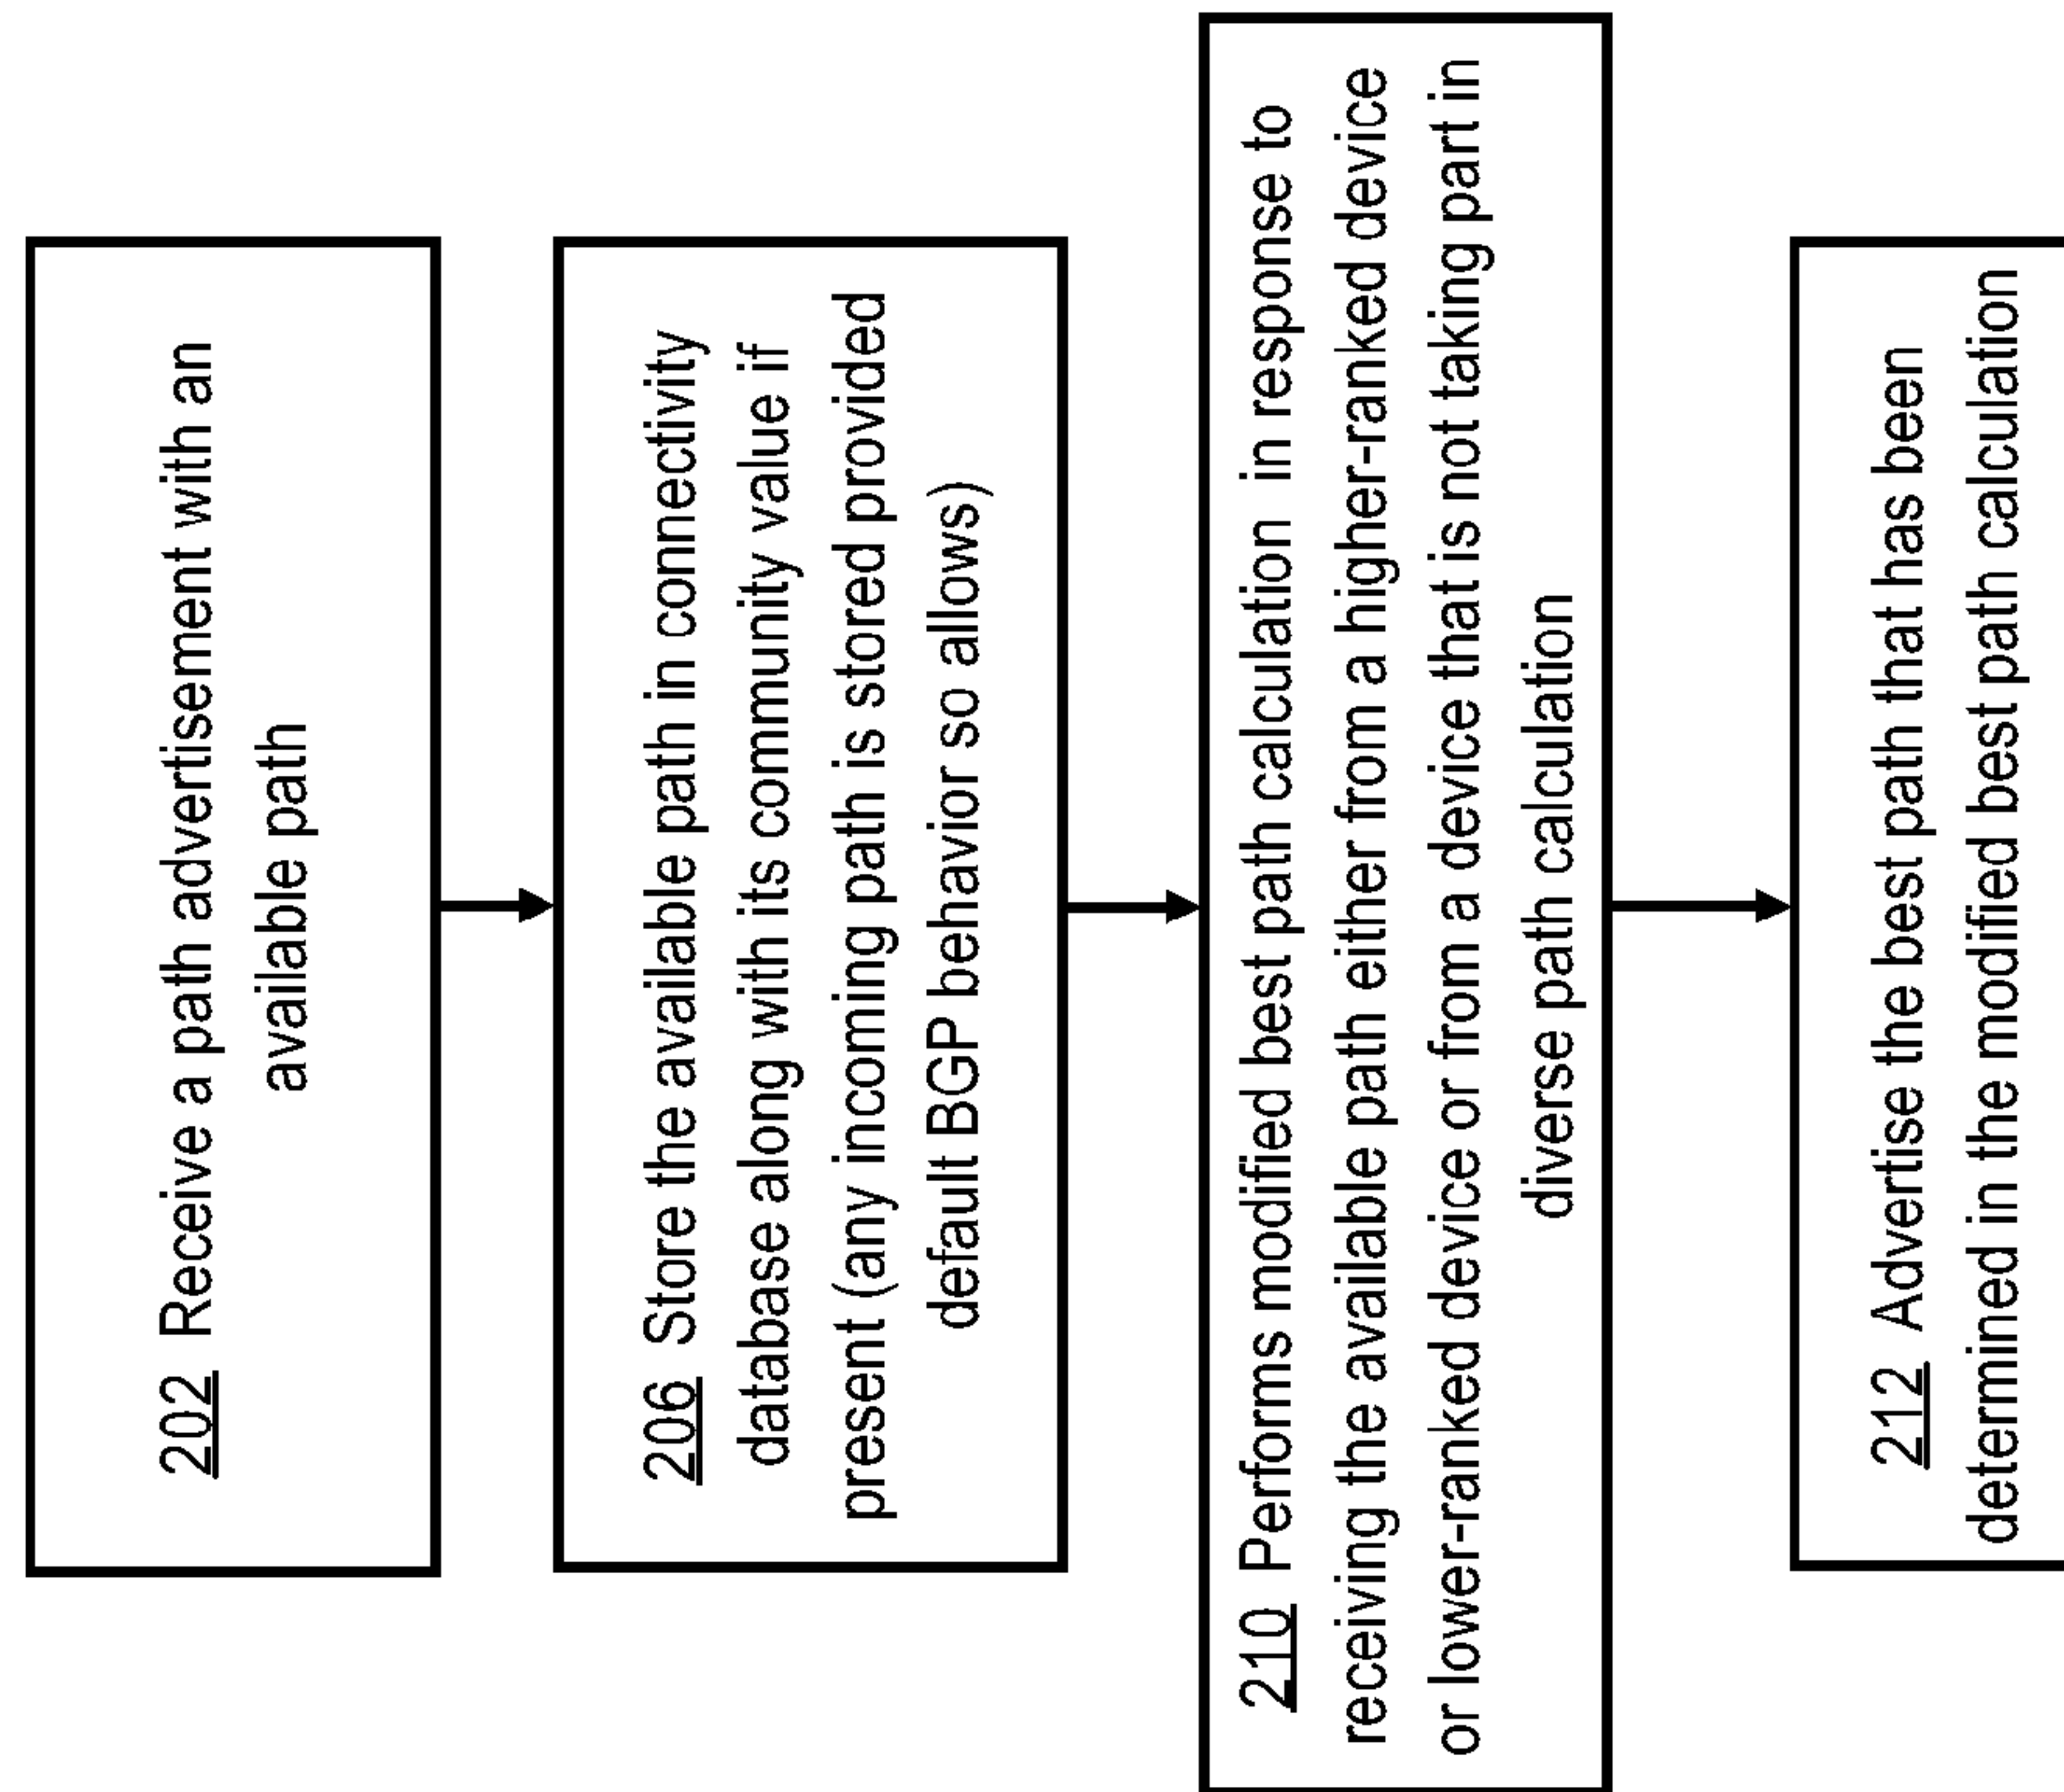 202 Receive a path advertisement with an
available path
206 Store the available path in connectivity
database along with its community value if
present (any incoming path is stored provided
default BGP behavior so allows)
210 Performs modified best path calculation in response to
receiving the available path either from a higher-ranked device
or lower-ranked device or from a device that is not taking part in
diverse path calculation
212 Advertise the best path that has been
determined in the modified best path calculation